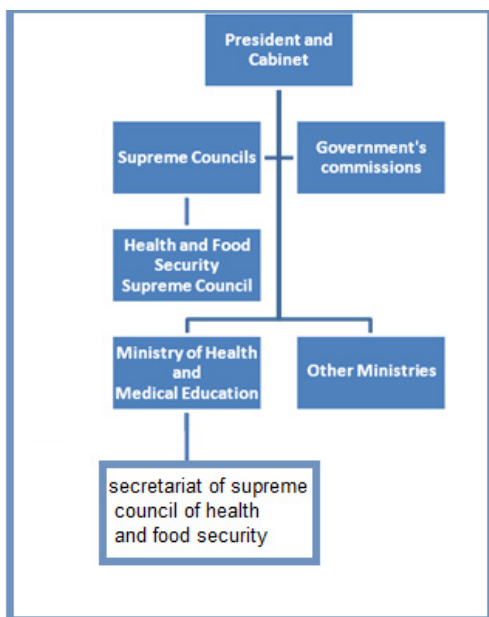 President and
Cabinet
Supreme Councils
Government's
commissions
Health and Food
Security
Supreme Council
Ministry of Health
and
Medical Education
Other Ministries
secretariat of supreme
council of health
and food security